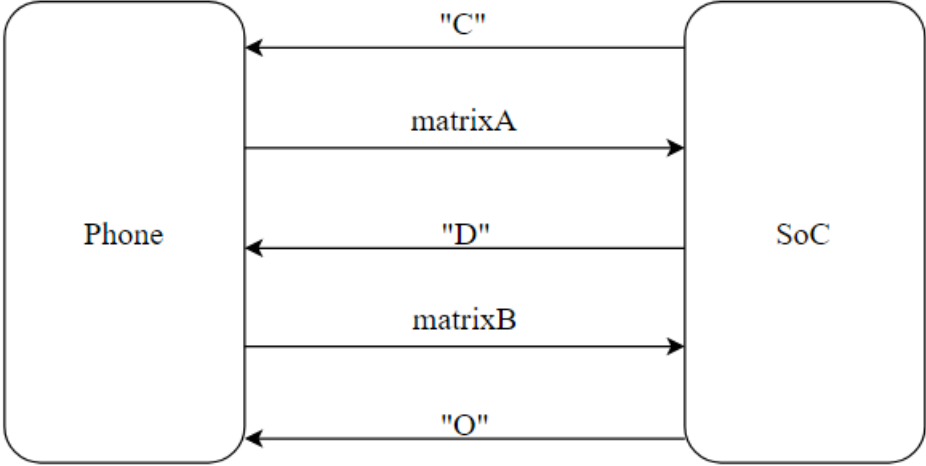 "C"
matrixA
Phone
"D"
SoC
matrixB
"O"